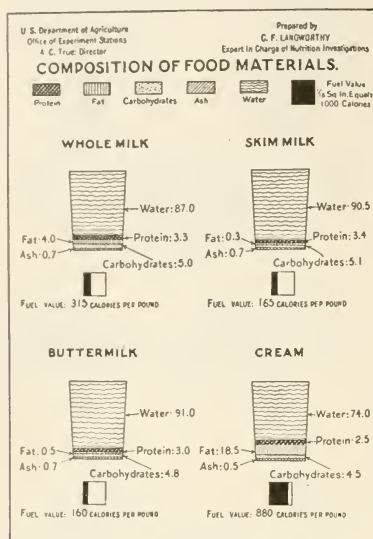 U. S. Department of Agriculture
Office of Experiment Stations
A. C. True: Director
Prepared by
C. F. LANGWORTHY
Expert in Charge of Nutrition Investigations
COMPOSITION OF FOOD MATERIALS.
Protein
Fat
Carbohydrates
Ash
Water
Fuel Value
Sq. In. Equals
1000 Calories
WHOLE MILK
Water: 87.0
Fat: 4.0
Protein: 3.3
Ash: 0.7
Carbohydrates: 5.0
FUEL VALUE: 315 CALORIES PER POUND
SKIM MILK
Water: 90.5
Fat: 0.3
Protein: 3.4
Ash: 0.7
Carbohydrates: 5.1
FUEL VALUE: 165 CALORIES PER POUND
BUTTERMILK
Water: 91.0
Fat: 0.5
Protein: 3.0
Ash: 0.7
Carbohydrates: 4.8
FUEL VALUE: 160 CALORIES PER POUND
CREAM
Water: 74.0
Protein: 2.5
Fat: 18.5
Ash: 0.5
Carbohydrates: 4.5
FUEL VALUE: 880 CALORIES PER POUND